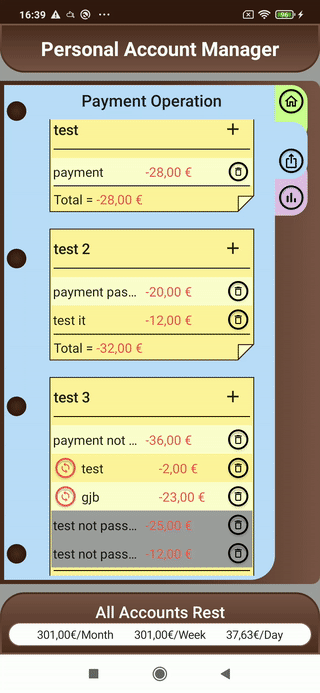 16:39 96
Personal Account Manager
Payment Operation
test +
payment -28,00 €
Total = -28,00 €
test 2 +
payment pas... -20,00 €
test it -12,00 €
Total = -32,00 €
test 3 +
payment not ... -36,00 €
test -2,00 €
gjb -23,00 €
test not pass... -25,00 €
test not pass... -12,00 €
All Accounts Rest
301,00€/Month 301,00€/Week 37,63€/Day